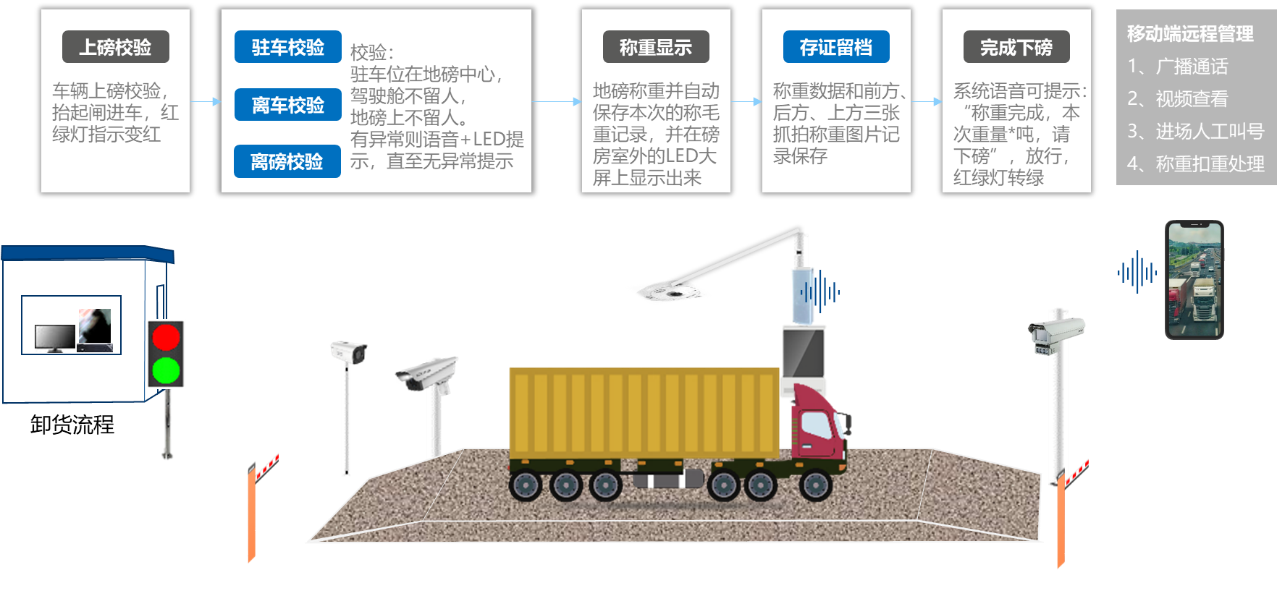 上磅校验
车辆上磅校验，
抬起闸进车，红
绿灯指示变红
驻车校验
离车校验
离磅校验
校验：
驻车位在地磅中心，
驾驶舱不留人，
地磅上不留人。
有异常则语音+LED提
示，直至无异常提示
称重显示
地磅称重并自动
保存本次的称毛
重记录，并在磅
房室外的LED大
屏上显示出来
存证留档
称重数据和前方、
后方、上方三张
抓拍称重图片记
录保存
完成下磅
系统语音可提示：
“称重完成，本
次重量*吨，请
下磅”，放行，
红绿灯转绿
移动端远程管理
1、广播通话
2、视频查看
3、进场人工叫号
4、称重扣重处理
卸货流程